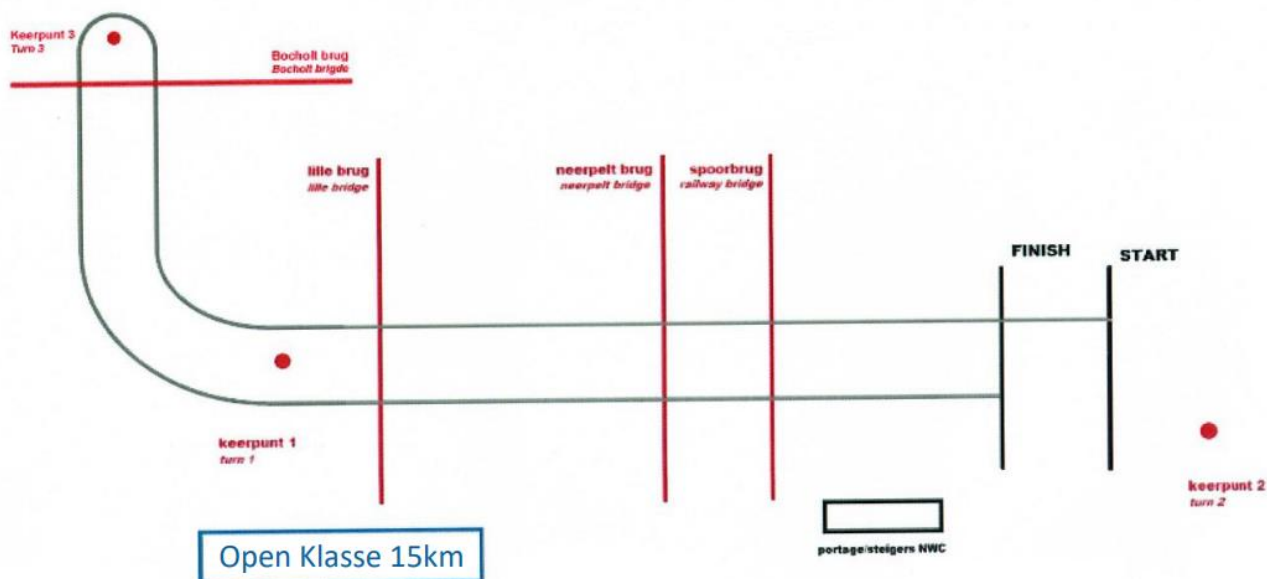 Keerpunt 3
Turn 3
Bocholt brug
Bocholt brigde
lille brug
lille bridge
neerpelt brug
neerpelt bridge
spoorbrug
railway bridge
FINISH
START
keerpunt 1
turn 1
keerpunt 2
turn 2
portage/steigers NWC
Open Klasse 15km